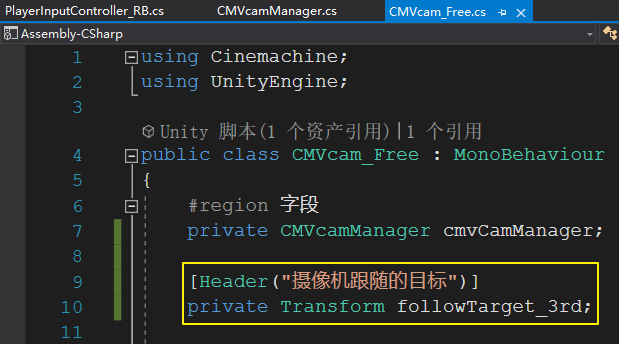 PlayerInputController_RB.cs CMVcamManager.cs CMVcam_Free.cs
Assembly-CSharp
1 using Cinemachine;
2 using UnityEngine;
3
Unity 脚本(1 个资产引用)|1 个引用
4 public class CMVcam_Free : MonoBehaviour
5 {
6 #region 字段
7 private CMVcamManager cmvCamManager;
8
9 [Header("摄像机跟随的目标")]
10 private Transform followTarget_3rd;
11